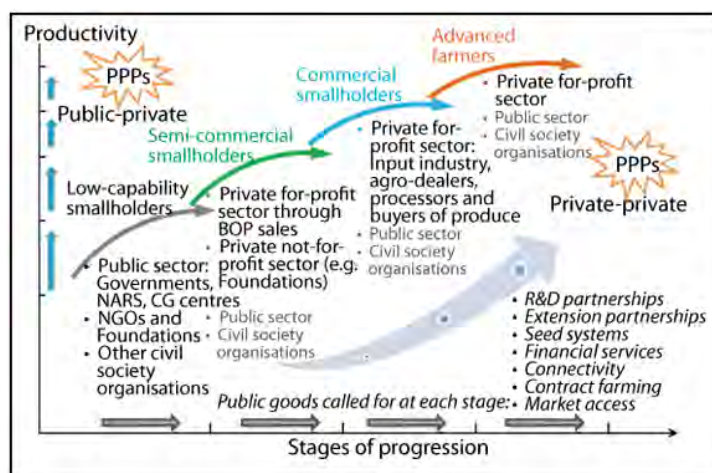 Productivity
PPPs
Public-private
Low-capability
smallholders
• Public sector:
Governments,
NARS, CG centres
• NGOs and
Foundations
• Other civil
society
organisations
Semi-commercial
smallholders
• Private for-profit
sector through
BOP sales
• Private not-for-
profit sector (e.g.
Foundations)
• Public sector
• Civil society
organisations
Commercial
smallholders
• Private for-
profit sector:
Input industry,
agro-dealers,
processors and
buyers of produce
• Public sector
• Civil society
organisations
Advanced
farmers
• Private for-profit
sector
• Public sector
• Civil society
organisations
PPPs
Private-private
Public goods called for at each stage:
• R&D partnerships
• Extension partnerships
• Seed systems
• Financial services
• Connectivity
• Contract farming
• Market access
Stages of progression